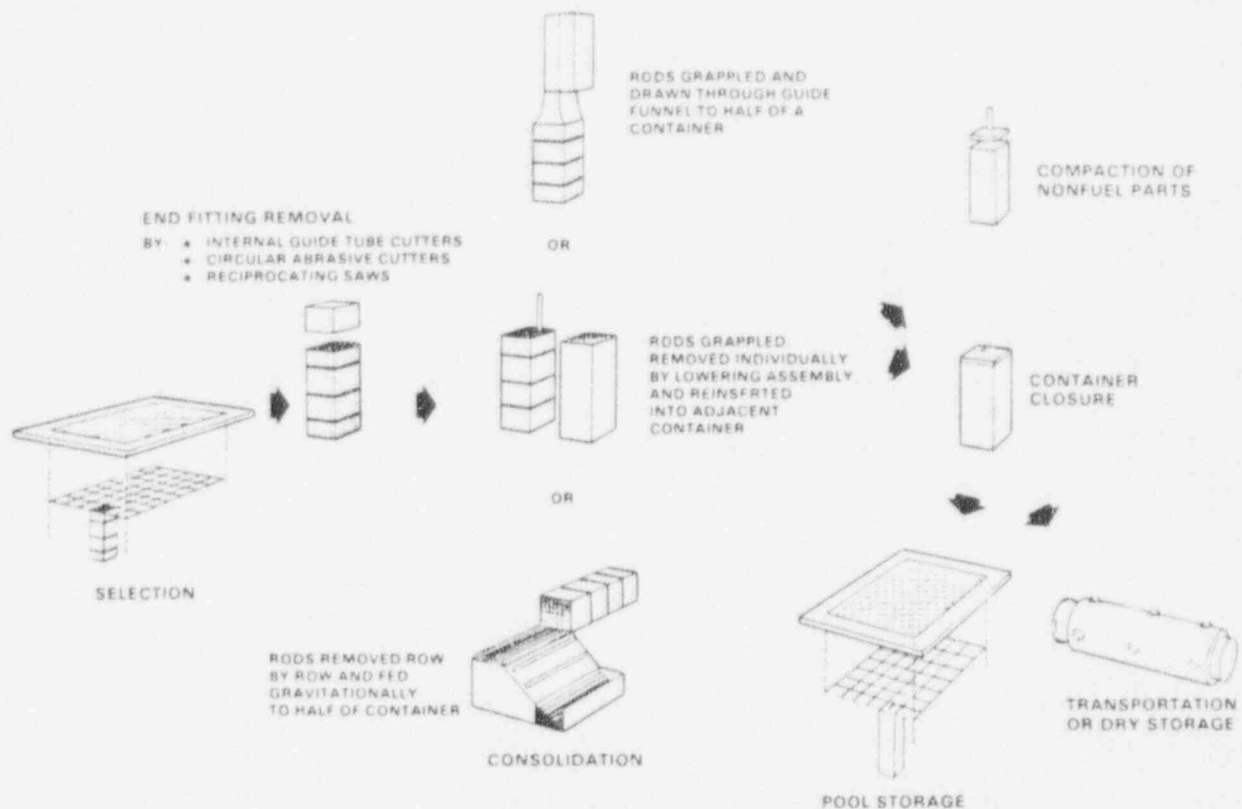 RODS GRAPPLED AND
DRAWN THROUGH GUIDE
FUNNEL TO HALF OF A
CONTAINER
COMPACTION OF
NONFUEL PARTS
END FITTING REMOVAL
BY • INTERNAL GUIDE TUBE CUTTERS
• CIRCULAR ABRASIVE CUTTERS
• RECIPROCATING SAWS
OR
RODS GRAPPLED
REMOVED INDIVIDUALLY
BY LOWERING ASSEMBLY
AND REINSERTED
INTO ADJACENT
CONTAINER
CONTAINER
CLOSURE
OR
SELECTION
RODS REMOVED ROW
BY ROW AND FED
GRAVITATIONALLY
TO HALF OF CONTAINER
CONSOLIDATION
TRANSPORTATION
OR DRY STORAGE
POOL STORAGE